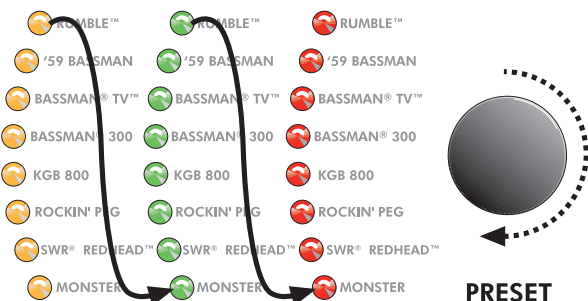 RUMBLE™ RUMBLE™ RUMBLE™
'59 BASSMAN '59 BASSMAN '59 BASSMAN
BASSMAN® TV™ BASSMAN® TV™ BASSMAN® TV™
BASSMAN® 300 BASSMAN® 300 BASSMAN® 300
KGB 800 KGB 800 KGB 800
ROCKIN' PEG ROCKIN' PEG ROCKIN' PEG
SWR® REDHEAD™ SWR® REDHEAD™ SWR® REDHEAD™
MONSTER MONSTER MONSTER
PRESET